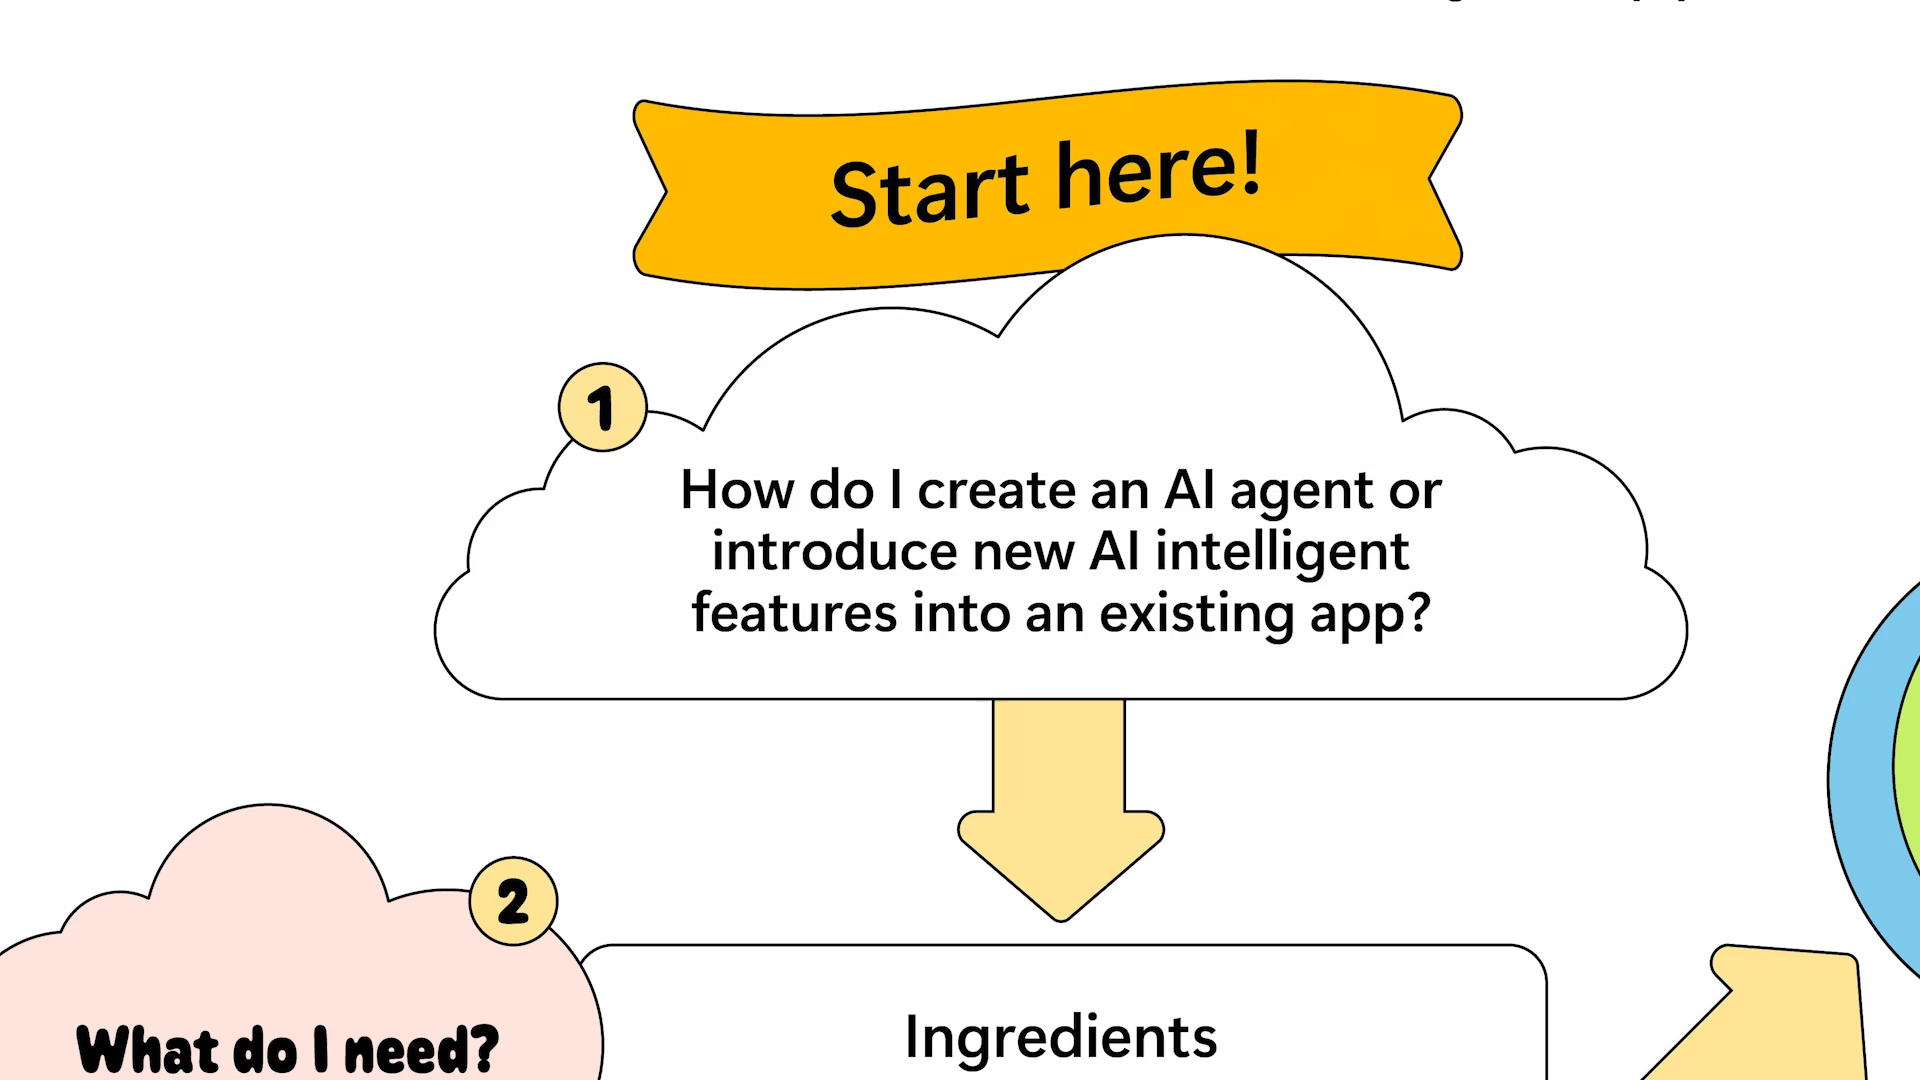 Start here!
1
How do I create an AI agent or
introduce new AI intelligent
features into an existing app?
2
What do I need?
Ingredients